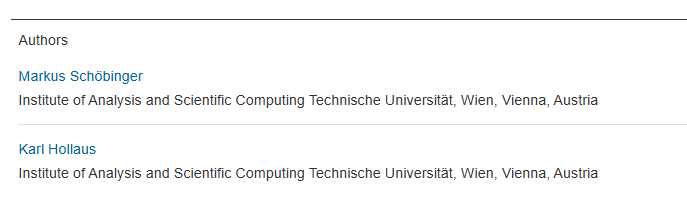 Authors
Markus Schöbinger
Institute of Analysis and Scientific Computing Technische Universität, Wien, Vienna, Austria
Karl Hollaus
Institute of Analysis and Scientific Computing Technische Universität, Wien, Vienna, Austria